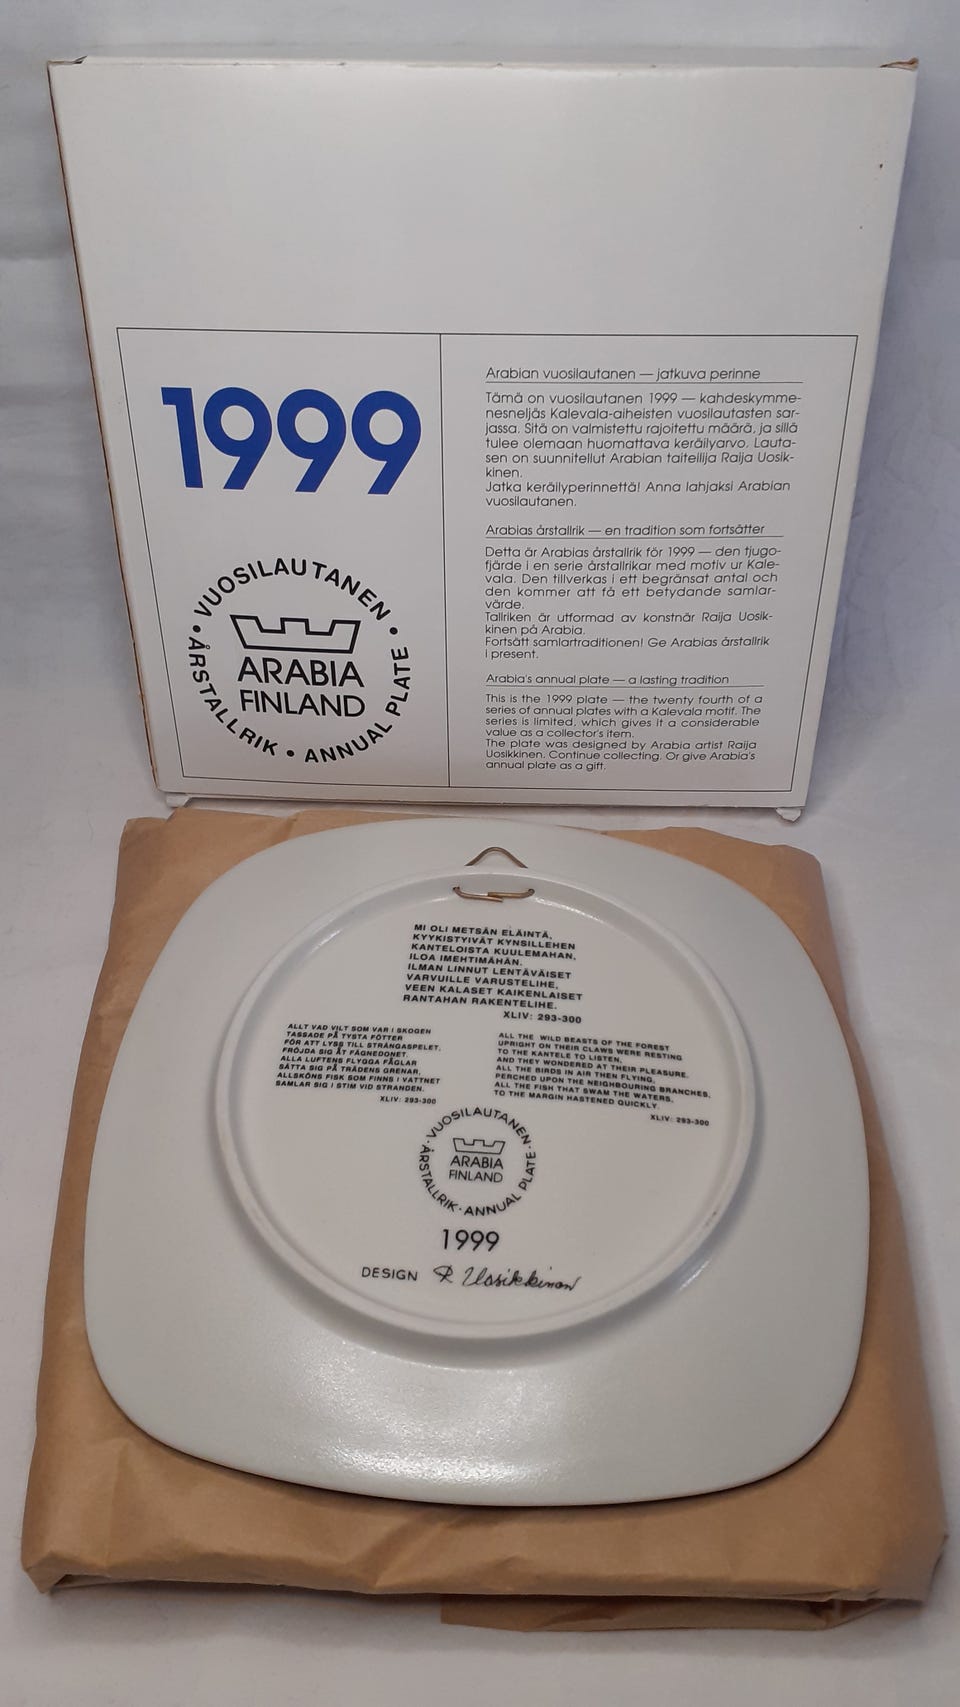 1999
VUOSILAUTANEN • ANNUAL PLATE • ÅRSTALLRIK •
ARABIA
FINLAND
Arabian vuosilautanen — jatkuva perinne
Tämä on vuosilautanen 1999 — kahdeskymme-
nesneljäs Kalevala-aiheisten vuosilautasten sar-
jassa. Sitä on valmistettu rajoitettu määrä, ja sillä
tulee olemaan huomattava keräilyarvo. Lauta-
sen on suunnitellut Arabian taiteilija Raija Uosik-
kinen.
Jatka keräilyperinnettä! Anna lahjaksi Arabian
vuosilautanen.
Arabias årstallrik — en tradition som fortsätter
Detta är Arabias årstallrik för 1999 — den tjugo-
fjärde i en serie årstallrikar med motiv ur Kale-
vala. Den tillverkas i ett begränsat antal och
den kommer att få ett betydande samlar-
värde.
Tallriken är utformad av konstnär Raija Uosik-
kinen på Arabia.
Fortsätt samlartraditionen! Ge Arabias årstallrik
i present.
Arabia's annual plate — a lasting tradition
This is the 1999 plate — the twenty fourth of a
series of annual plates with a Kalevala motif. The
series is limited, which gives it a considerable
value as a collector's item.
The plate was designed by Arabia artist Raija
Uosikkinen. Continue collecting. Or give Arabia's
annual plate as a gift.
MI OLI METSÄN ELÄINTÄ,
KYYKISTYIVÄT KYNSILLEHEN
KANTELOISTA KUULEMAHAN,
ILOA IMEHTIMÄHÄN.
ILMAN LINNUT LENTÄVÄISET
VARVUILLE VARUSTELIHE,
VEEN KALASET KAIKENLAISET
RANTAHAN RAKENTELIHE.
XLIV: 293-300
ALLT VAD VILT SOM VAR I SKOGEN
TASSADE PÅ TYSTA FÖTTER
FÖR ATT LYSS TILL STRÄNGASPELET,
FRÖJDA SIG ÅT FÄGNEDONET.
ALLA LUFTENS FLYGGA FÅGLAR
SÄTTA SIG PÅ TRÄDENS GRENAR,
ALLSKÖNS FISK SOM FINNS I VATTNET
SAMLAR SIG I STIM VID STRANDEN.
XLIV: 293-300
ALL THE WILD BEASTS OF THE FOREST
UPRIGHT ON THEIR CLAWS WERE RESTING
TO THE KANTELE TO LISTEN,
AND THEY WONDERED AT THEIR PLEASURE.
ALL THE BIRDS IN AIR THEN FLYING,
PERCHED UPON THE NEIGHBOURING BRANCHES,
ALL THE FISH THAT SWAM THE WATERS,
TO THE MARGIN HASTENED QUICKLY.
XLIV: 293-300
VUOSILAUTANEN · ANNUAL PLATE · ÅRSTALLRIK ·
ARABIA
FINLAND
1999
DESIGN R Uosikkinen